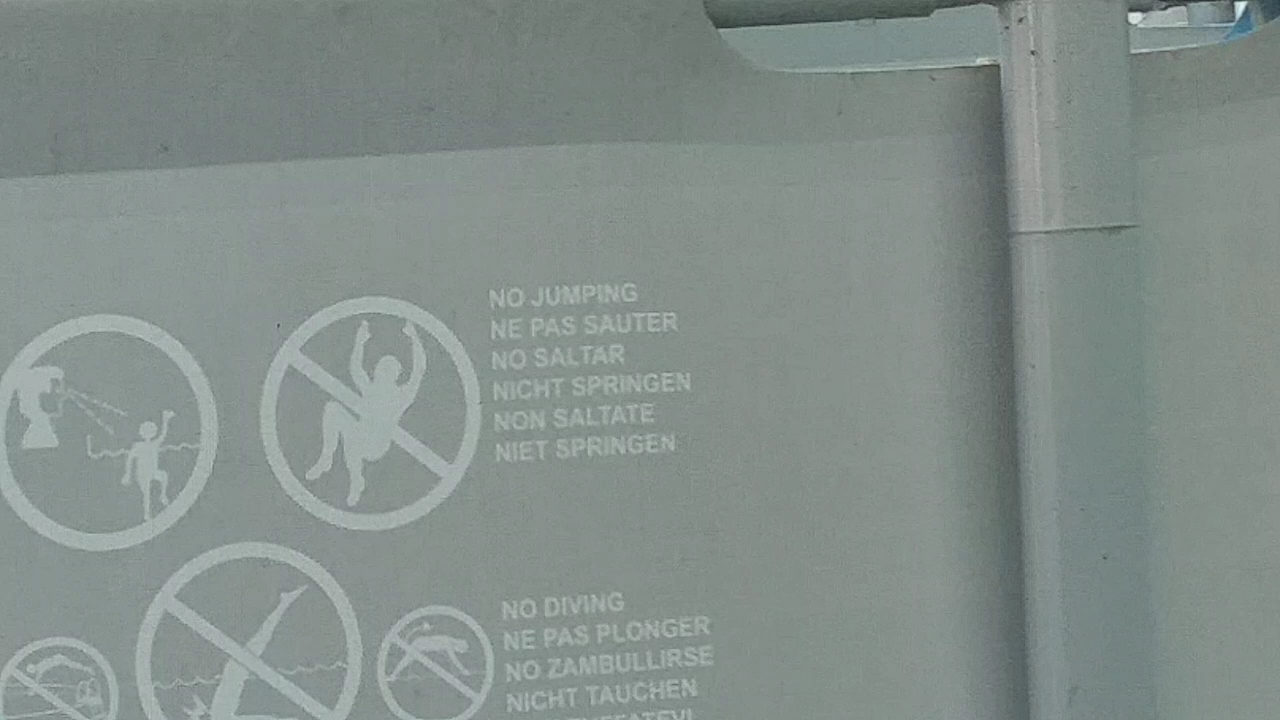 NO JUMPING
NE PAS SAUTER
NO SALTAR
NICHT SPRINGEN
NON SALTATE
NIET SPRINGEN
NO DIVING
NE PAS PLONGER
NO ZAMBULLIRSE
NICHT TAUCHEN